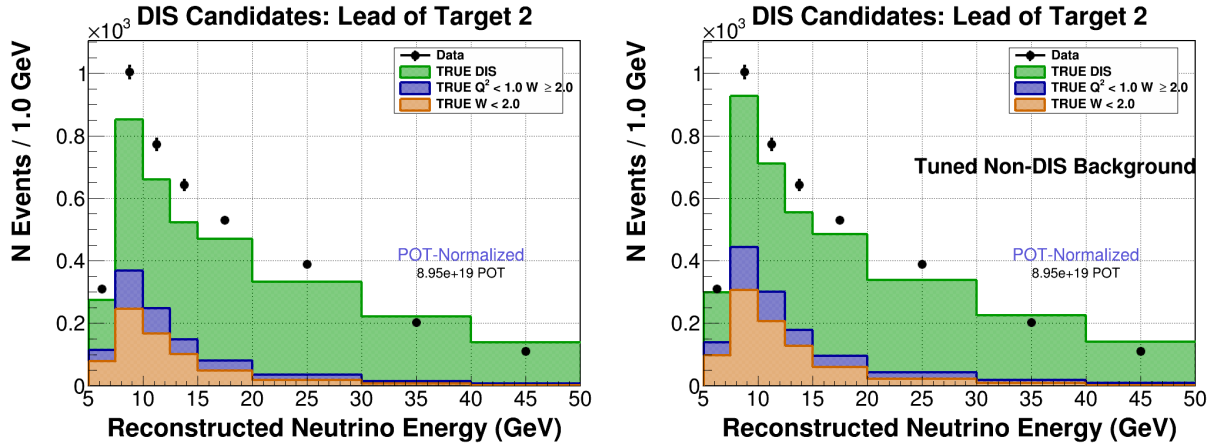 DIS Candidates: Lead of Target 2
×10³
N Events / 1.0 GeV
Data
TRUE DIS
TRUE Q² < 1.0 W ≥ 2.0
TRUE W < 2.0
POT-Normalized
8.95e+19 POT
1
0.8
0.6
0.4
0.2
0
5 10 15 20 25 30 35 40 45 50
Reconstructed Neutrino Energy (GeV)
DIS Candidates: Lead of Target 2
×10³
N Events / 1.0 GeV
Data
TRUE DIS
TRUE Q² < 1.0 W ≥ 2.0
TRUE W < 2.0
Tuned Non-DIS Background
POT-Normalized
8.95e+19 POT
1
0.8
0.6
0.4
0.2
0
5 10 15 20 25 30 35 40 45 50
Reconstructed Neutrino Energy (GeV)